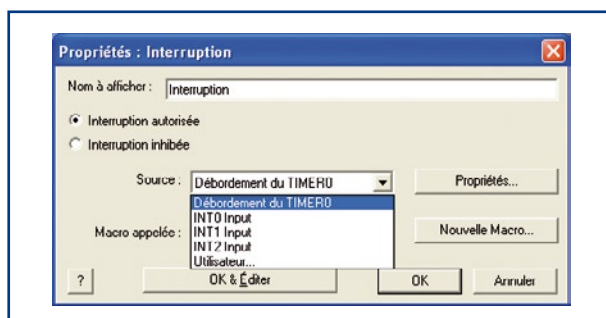 Propriétés : Interruption
Nom à afficher : Interruption
Interruption autorisée
Interruption inhibée
Source : Débordement du TIMER0 Propriétés...
Débordement du TIMER0
INT0 Input
Macro appelée : INT1 Input Nouvelle Macro...
INT2 Input
Utilisateur...
? OK & Éditer OK Annuler